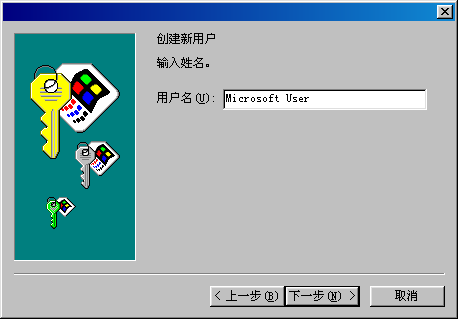 创建新用户
输入姓名。
用户名(U): Microsoft User
< 上一步(B) 下一步(N) > 取消